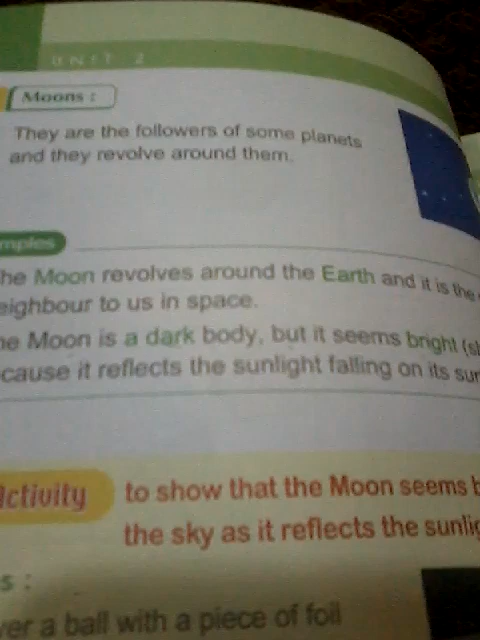 UNIT 2
Moons :
They are the followers of some planets
and they revolve around them.
mples
he Moon revolves around the Earth and it is the
eighbour to us in space.
he Moon is a dark body, but it seems bright (s
cause it reflects the sunlight falling on its sur
Activity to show that the Moon seems b
the sky as it reflects the sunlig
s :
ver a ball with a piece of foil